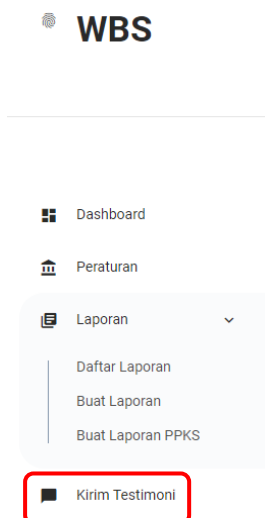 WBS
Dashboard
Peraturan
Laporan
Daftar Laporan
Buat Laporan
Buat Laporan PPKS
Kirim Testimoni